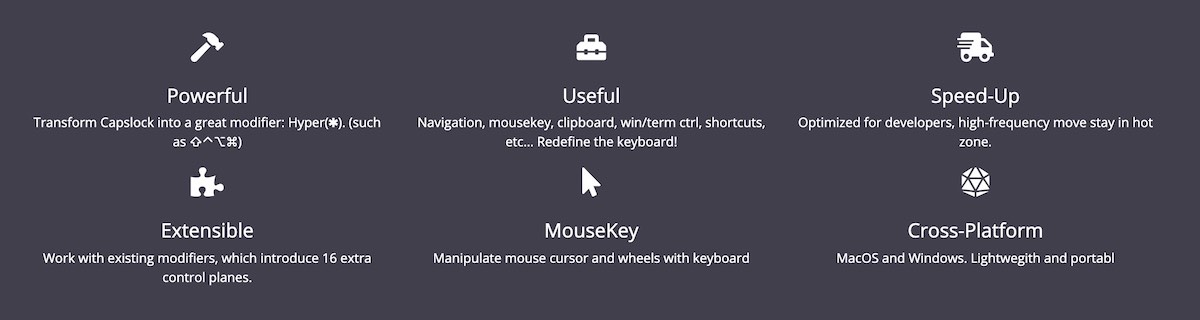 Powerful
Transform Capslock into a great modifier: Hyper(✱). (such
as ⇧⌃⌥⌘)
Useful
Navigation, mousekey, clipboard, win/term ctrl, shortcuts,
etc... Redefine the keyboard!
Speed-Up
Optimized for developers, high-frequency move stay in hot
zone.
Extensible
Work with existing modifiers, which introduce 16 extra
control planes.
MouseKey
Manipulate mouse cursor and wheels with keyboard
Cross-Platform
MacOS and Windows. Lightwegith and portabl